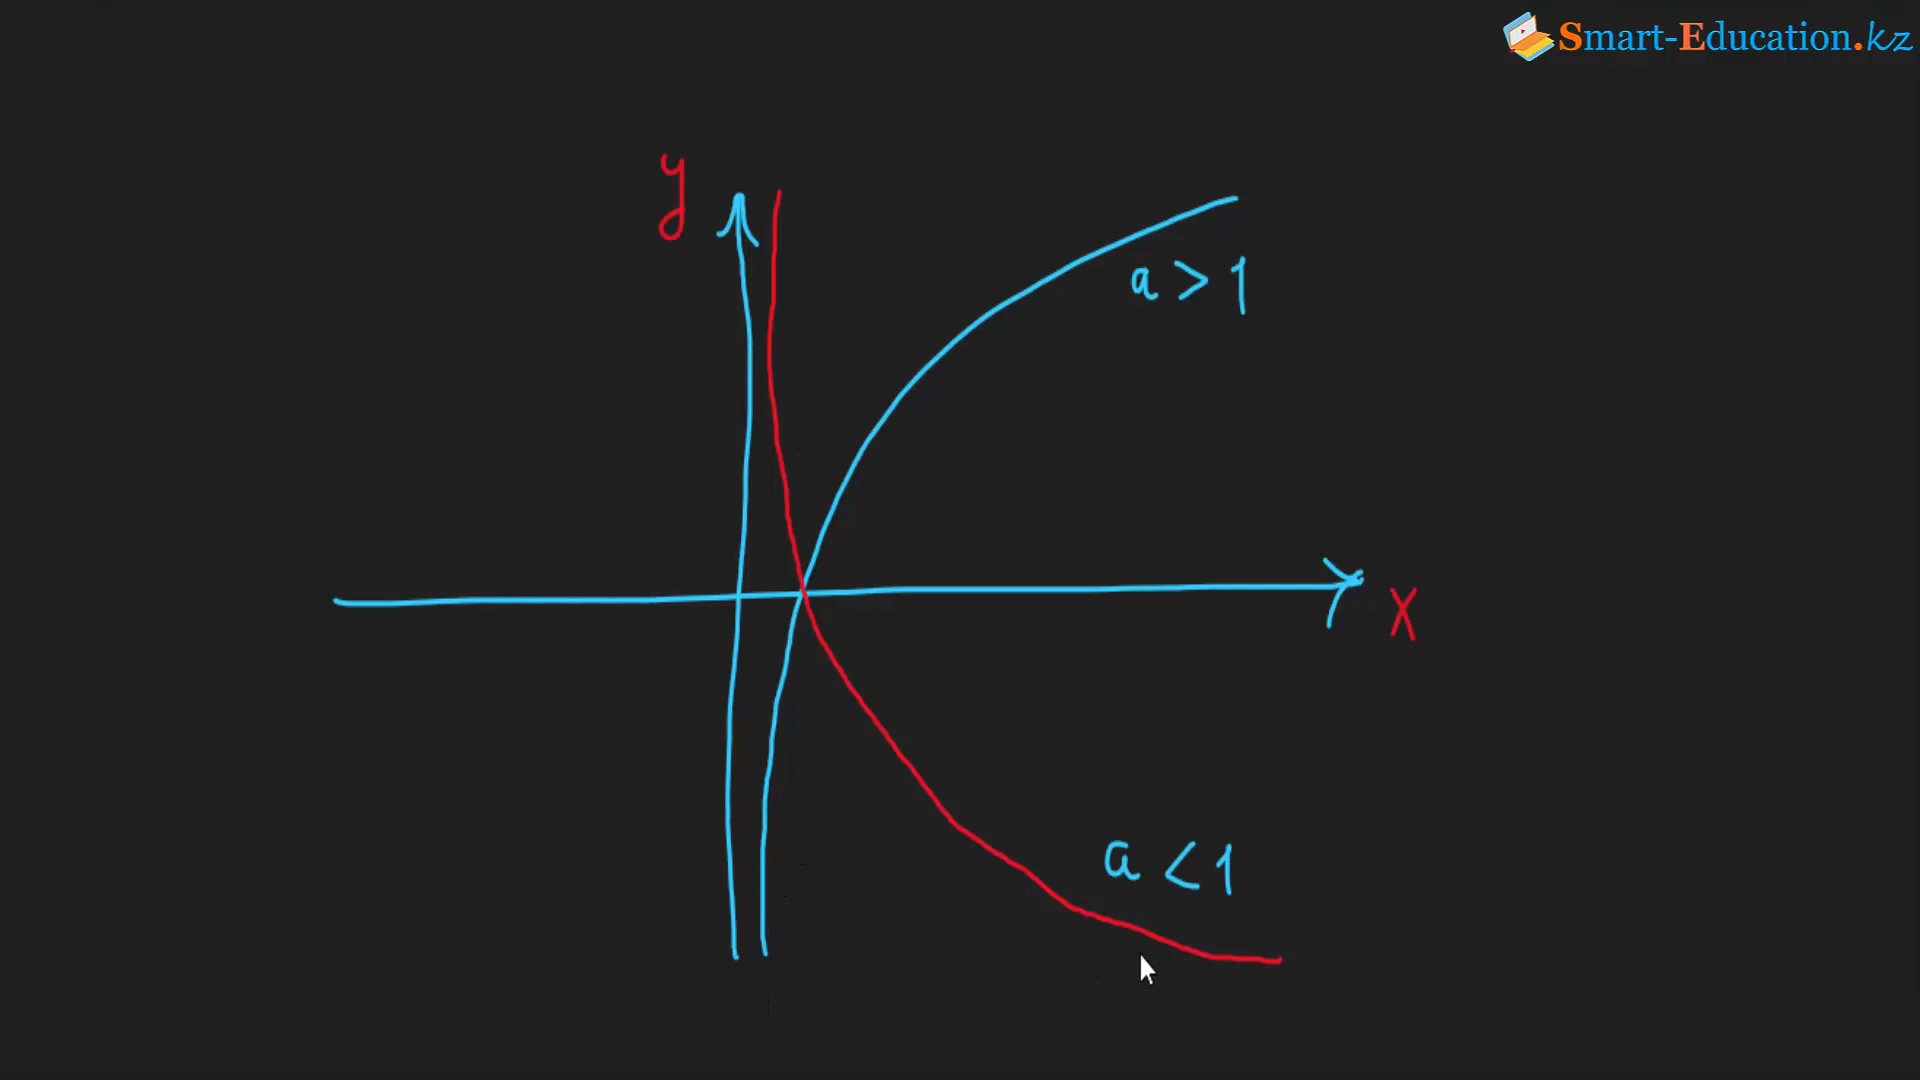 Smart-Education.kz
y
a > 1
x
a < 1